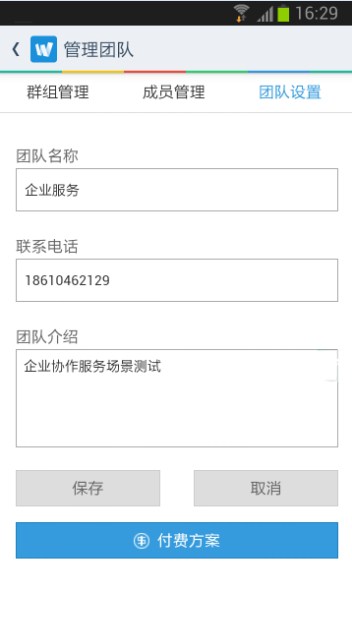 16:29
W 管理团队
群组管理 成员管理 团队设置
团队名称
企业服务
联系电话
18610462129
团队介绍
企业协作服务场景测试
保存 取消
付费方案